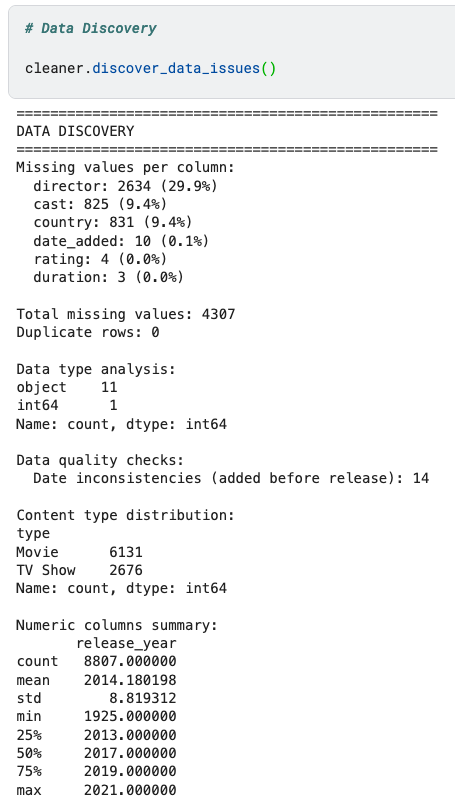 # Data Discovery
cleaner.discover_data_issues()
==================================================
DATA DISCOVERY
==================================================
Missing values per column:
  director: 2634 (29.9%)
  cast: 825 (9.4%)
  country: 831 (9.4%)
  date_added: 10 (0.1%)
  rating: 4 (0.0%)
  duration: 3 (0.0%)
Total missing values: 4307
Duplicate rows: 0
Data type analysis:
object    11
int64      1
Name: count, dtype: int64
Data quality checks:
  Date inconsistencies (added before release): 14
Content type distribution:
type
Movie      6131
TV Show    2676
Name: count, dtype: int64
Numeric columns summary:
       release_year
count   8807.000000
mean    2014.180198
std        8.819312
min     1925.000000
25%     2013.000000
50%     2017.000000
75%     2019.000000
max     2021.000000